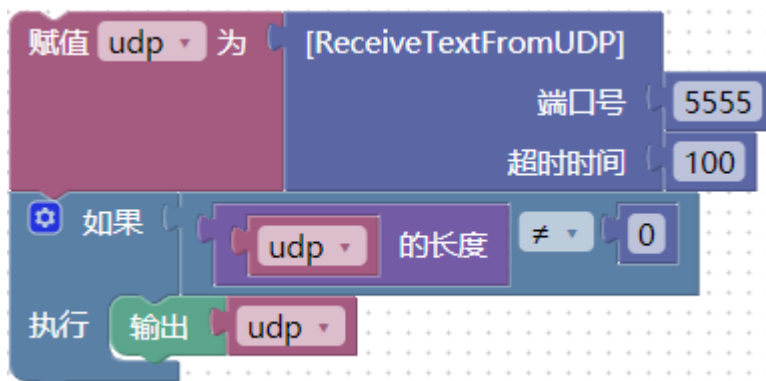 赋值 udp 为 [ReceiveTextFromUDP]
端口号 5555
超时时间 100
如果 udp 的长度 ≠ 0
执行 输出 udp